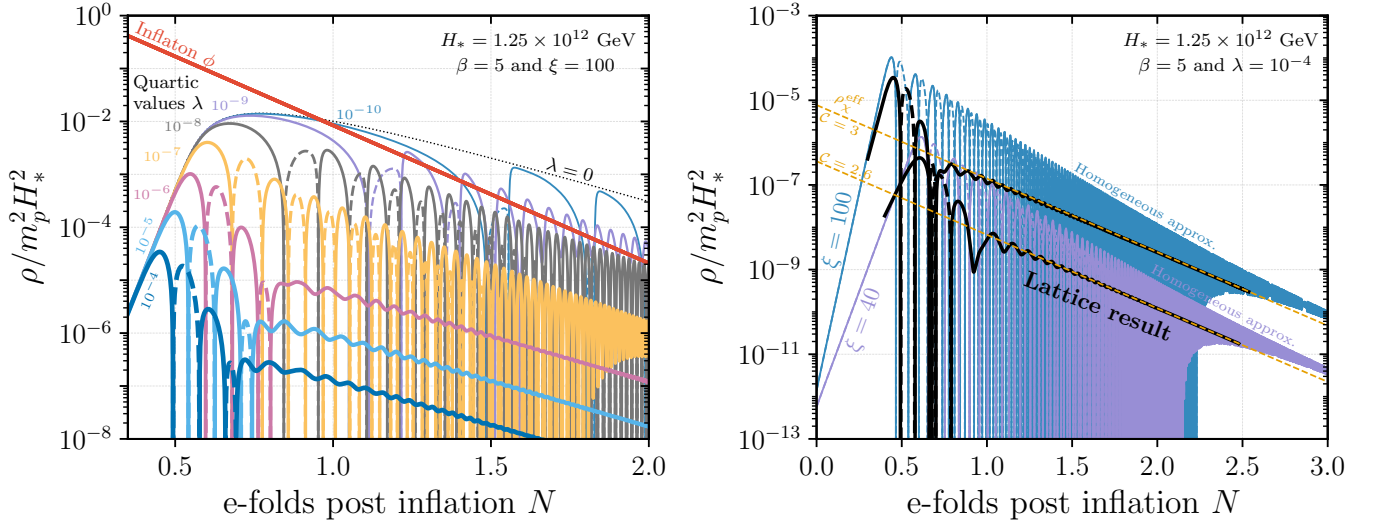 10^0
10^{-2}
10^{-4}
10^{-6}
10^{-8}
ρ/m_p^2 H_*^2
Inflaton ϕ
H_* = 1.25 × 10^{12} GeV
β = 5 and ξ = 100
Quartic
values λ
10^{-9}
10^{-10}
10^{-8}
10^{-7}
10^{-6}
10^{-5}
10^{-4}
λ = 0
0.5
1.0
1.5
2.0
e-folds post inflation N
10^{-3}
10^{-5}
10^{-7}
10^{-9}
10^{-11}
10^{-13}
ρ/m_p^2 H_*^2
H_* = 1.25 × 10^{12} GeV
β = 5 and λ = 10^{-4}
ρ_χ^{eff}
C = 3
C = 2.6
ξ = 100
ξ = 40
Homogeneous approx.
Homogeneous approx.
Lattice result
0.0
0.5
1.0
1.5
2.0
2.5
3.0
e-folds post inflation N